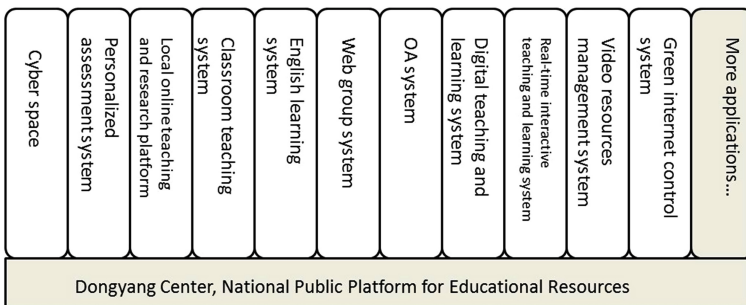 Cyber space
Personalized
assessment system
Local online teaching
and research platform
Classroom teaching
system
English learning
system
Web group system
OA system
Digital teaching and
learning system
Real-time interactive
teaching and learning system
Video resources
management system
Green internet control
system
More applications...
Dongyang Center, National Public Platform for Educational Resources